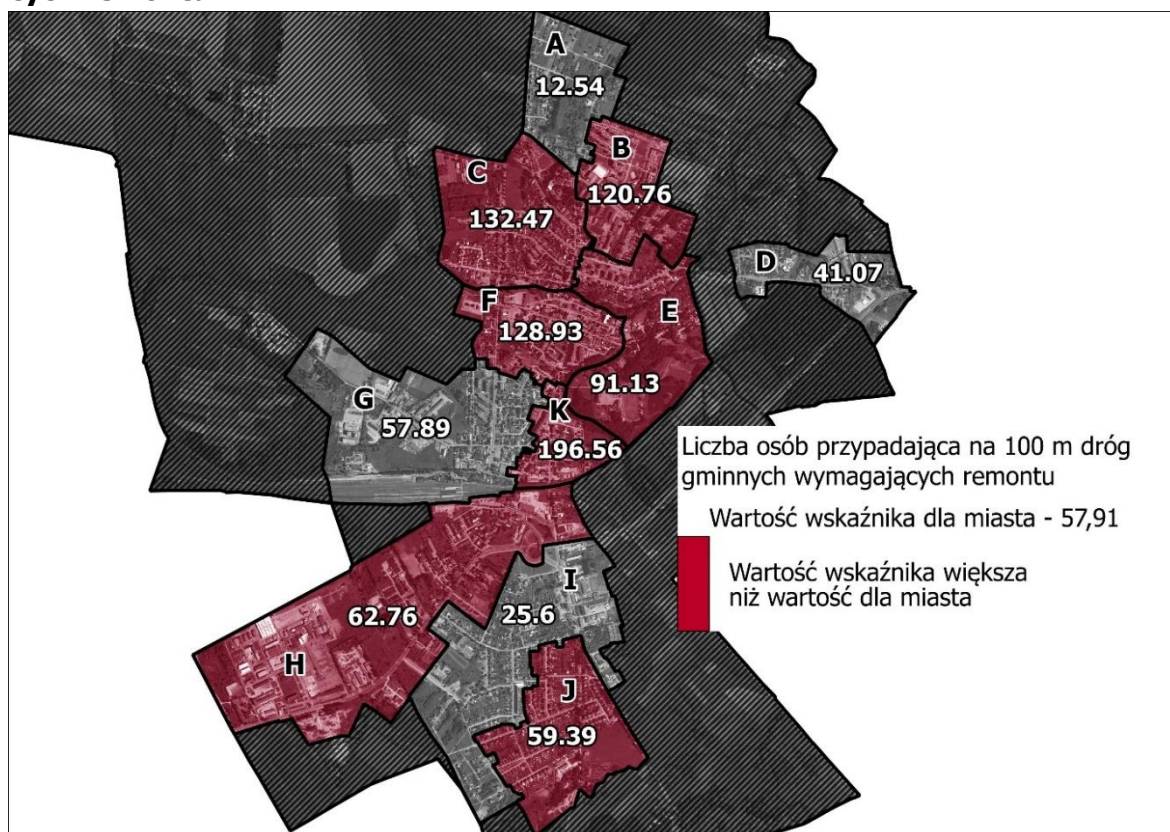 A
12.54
B
120.76
C
132.47
D
41.07
F
128.93
E
91.13
G
57.89
K
196.56
Liczba osób przypadająca na 100 m dróg
gminnych wymagających remontu
Wartość wskaźnika dla miasta - 57,91
Wartość wskaźnika większa
niż wartość dla miasta
I
25.6
62.76
H
J
59.39